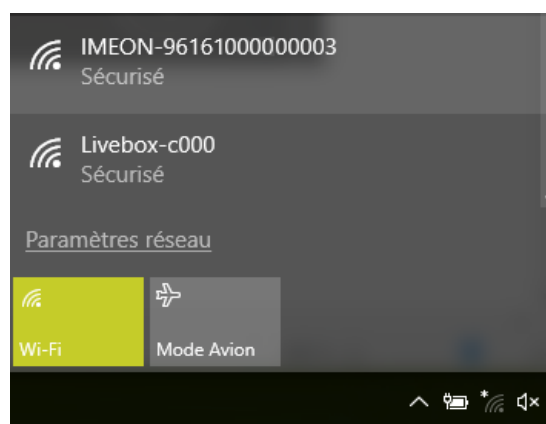 IMEON-96161000000003
Sécurisé
Livebox-c000
Sécurisé
Paramètres réseau
Wi-Fi
Mode Avion